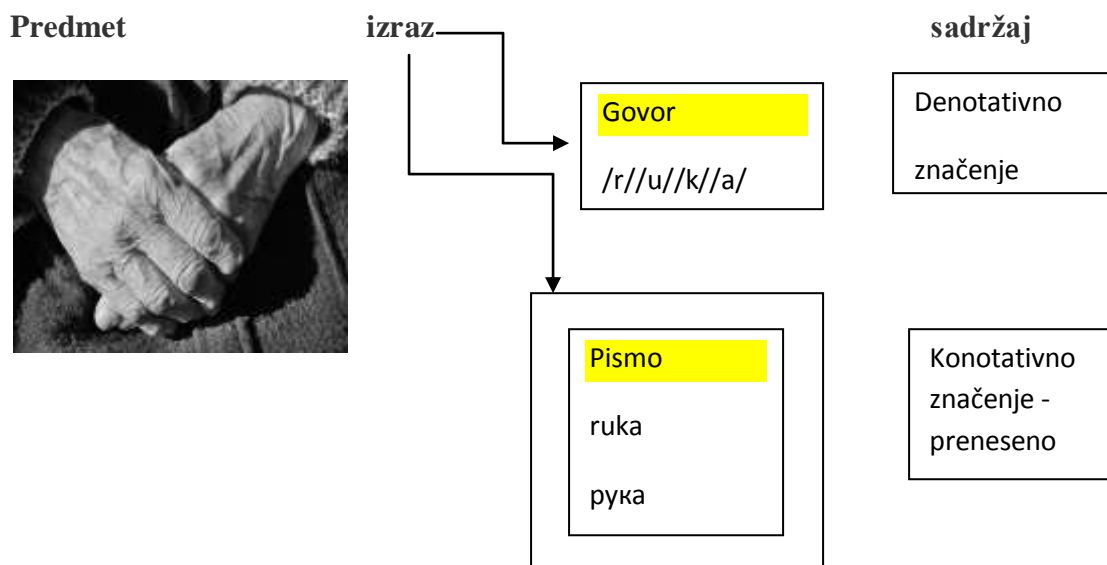 Predmet izraz sadržaj
Govor
/r//u//k//a/
Denotativno
značenje
Pismo
ruka
рука
Konotativno
značenje -
preneseno